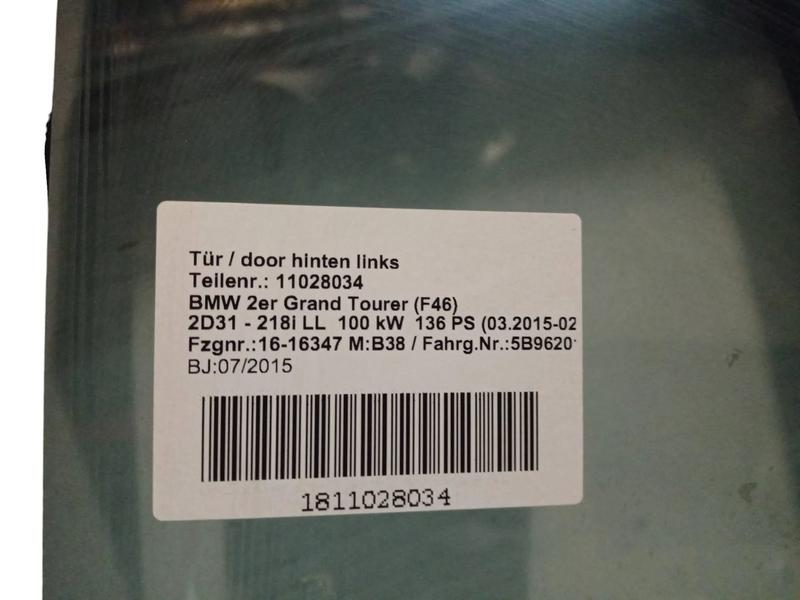 Tür / door hinten links
Teilenr.: 11028034
BMW 2er Grand Tourer (F46)
2D31 - 218i LL 100 kW 136 PS (03.2015-02
Fzgnr.:16-16347 M:B38 / Fahrg.Nr.:5B9620
BJ:07/2015
1811028034